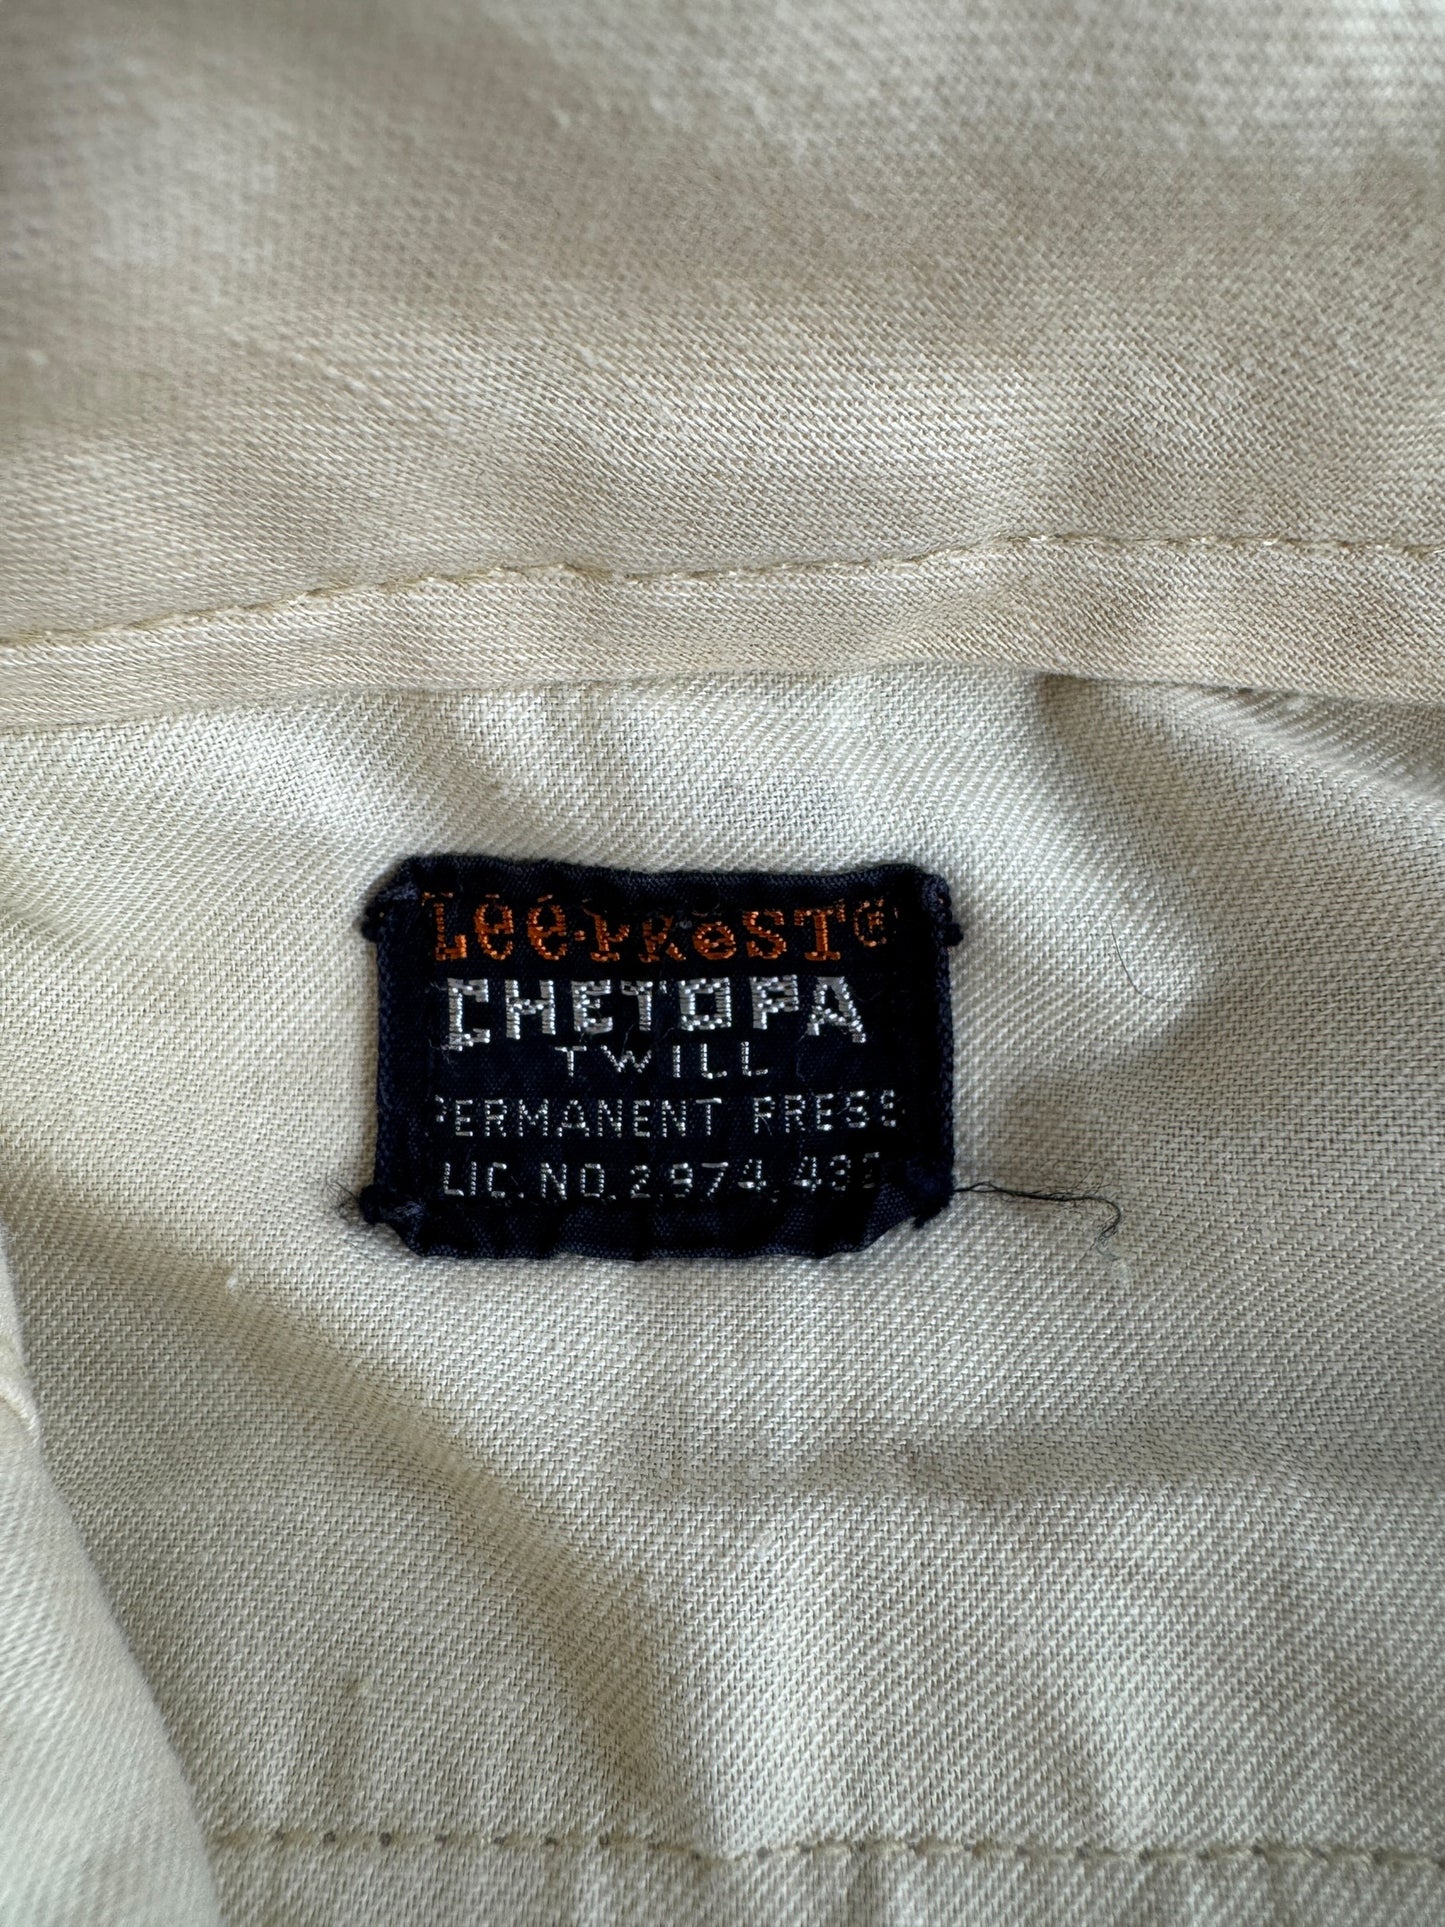 Lee-PReST®
CHETOPA
TWILL
PERMANENT PRESS
LIC. NO. 2,974,432